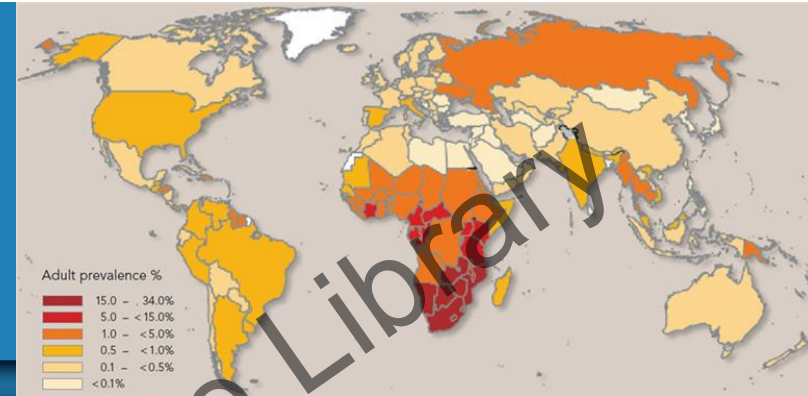 Adult prevalence %
15.0 – . 34.0%
5.0 – <15.0%
1.0 – <5.0%
0.5 – <1.0%
0.1 – <0.5%
<0.1%
Library